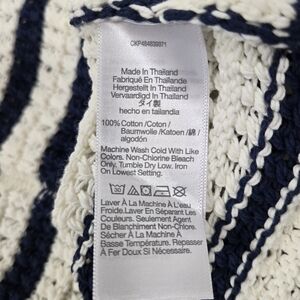 Made In Thailand
Fabriqué En Thaïlande
Hergestellt In Thailand
Vervaardigd In Thailand
タイ製
hecho en tailandia
100% Cotton /Coton /
Baumwolle /Katoen / 綿 /
algodón
Machine Wash Cold With Like
Colors. Non-Chlorine Bleach
Only. Tumble Dry Low. Iron
On Lowest Setting.
Laver À La Machine À L'eau
Froide.Laver En Séparant Les
Couleurs. Seulement Agent
De Blanchiment Non-Chloré.
Sécher À La Machine À
Basse Température. Repasser
À Fer Doux Si Nécessaire.